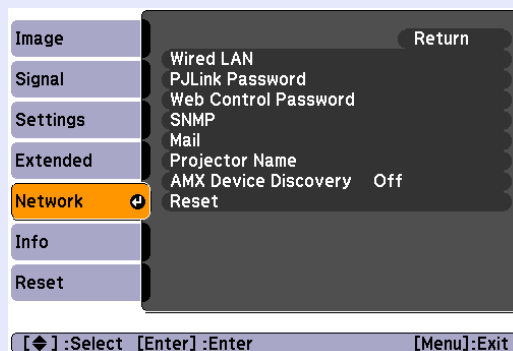 Image
Signal
Settings
Extended
Network
Info
Reset
Return
Wired LAN
PJLink Password
Web Control Password
SNMP
Mail
Projector Name
AMX Device Discovery Off
Reset
[◆] :Select [Enter] :Enter [Menu]:Exit